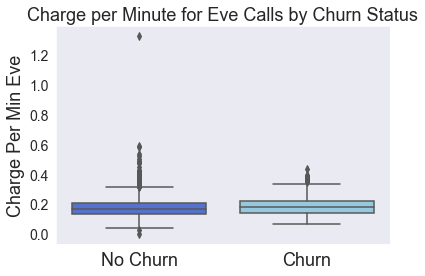 Charge per Minute for Eve Calls by Churn Status
Charge Per Min Eve
1.2
1.0
0.8
0.6
0.4
0.2
0.0
No Churn
Churn